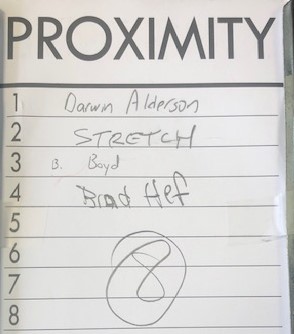 PROXIMITY
1 Darwin Alderson
2 STRETCH
3 B. Boyd
4 Brad Hef
5
6
7
8
8